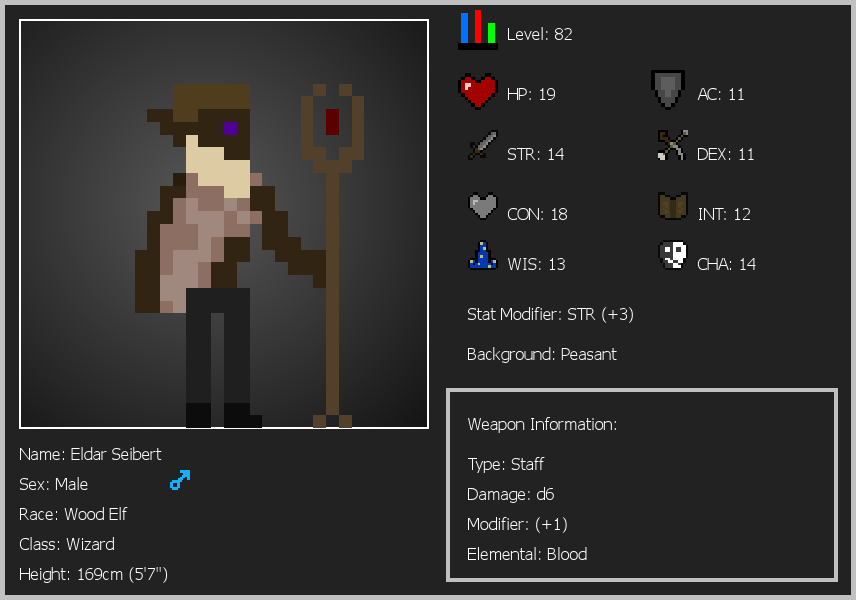 Level: 82
HP: 19
AC: 11
STR: 14
DEX: 11
CON: 18
INT: 12
WIS: 13
CHA: 14
Stat Modifier: STR (+3)
Background: Peasant
Weapon Information:
Type: Staff
Damage: d6
Modifier: (+1)
Elemental: Blood
Name: Eldar Seibert
Sex: Male
Race: Wood Elf
Class: Wizard
Height: 169cm (5'7")